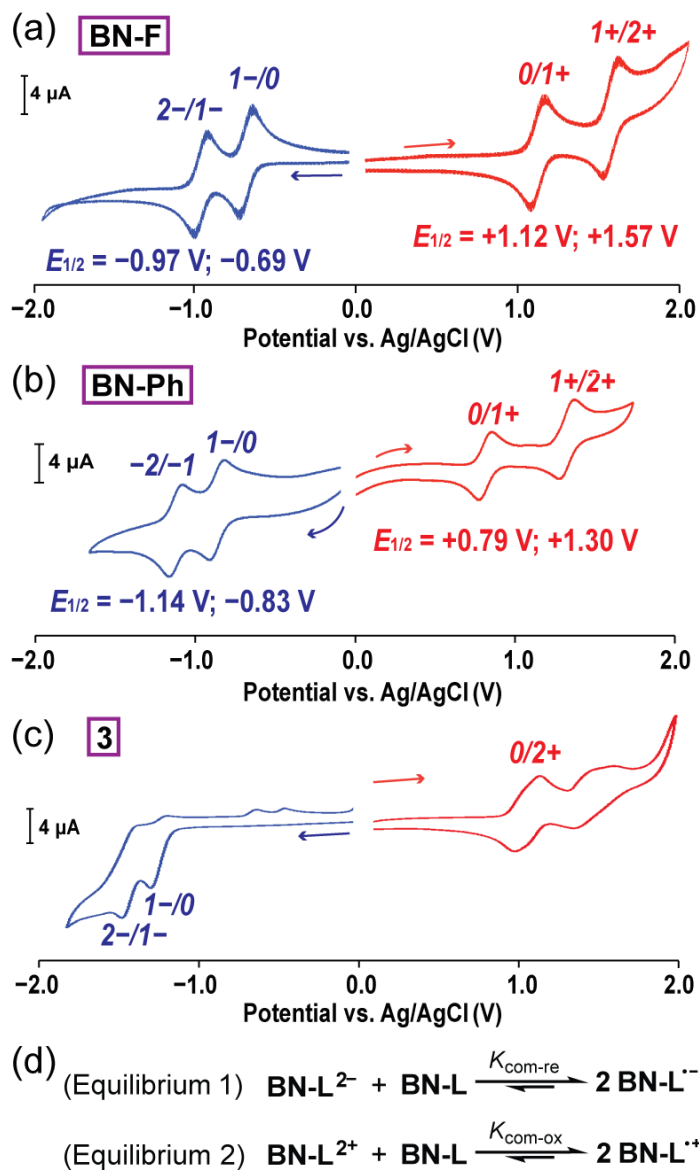 (a) BN-F
4 µA
2−/1−
1−/0
0/1+
1+/2+
E1/2 = −0.97 V; −0.69 V
E1/2 = +1.12 V; +1.57 V
−2.0 −1.0 0.0 1.0 2.0
Potential vs. Ag/AgCl (V)
(b) BN-Ph
4 µA
−2/−1
1−/0
0/1+
1+/2+
E1/2 = −1.14 V; −0.83 V
E1/2 = +0.79 V; +1.30 V
−2.0 −1.0 0.0 1.0 2.0
Potential vs. Ag/AgCl (V)
(c) 3
4 µA
0/2+
1−/0
2−/1−
−2.0 −1.0 0.0 1.0 2.0
Potential vs. Ag/AgCl (V)
(d)
(Equilibrium 1) BN-L2− + BN-L Kcom-re 2 BN-L•−
(Equilibrium 2) BN-L2+ + BN-L Kcom-ox 2 BN-L•+